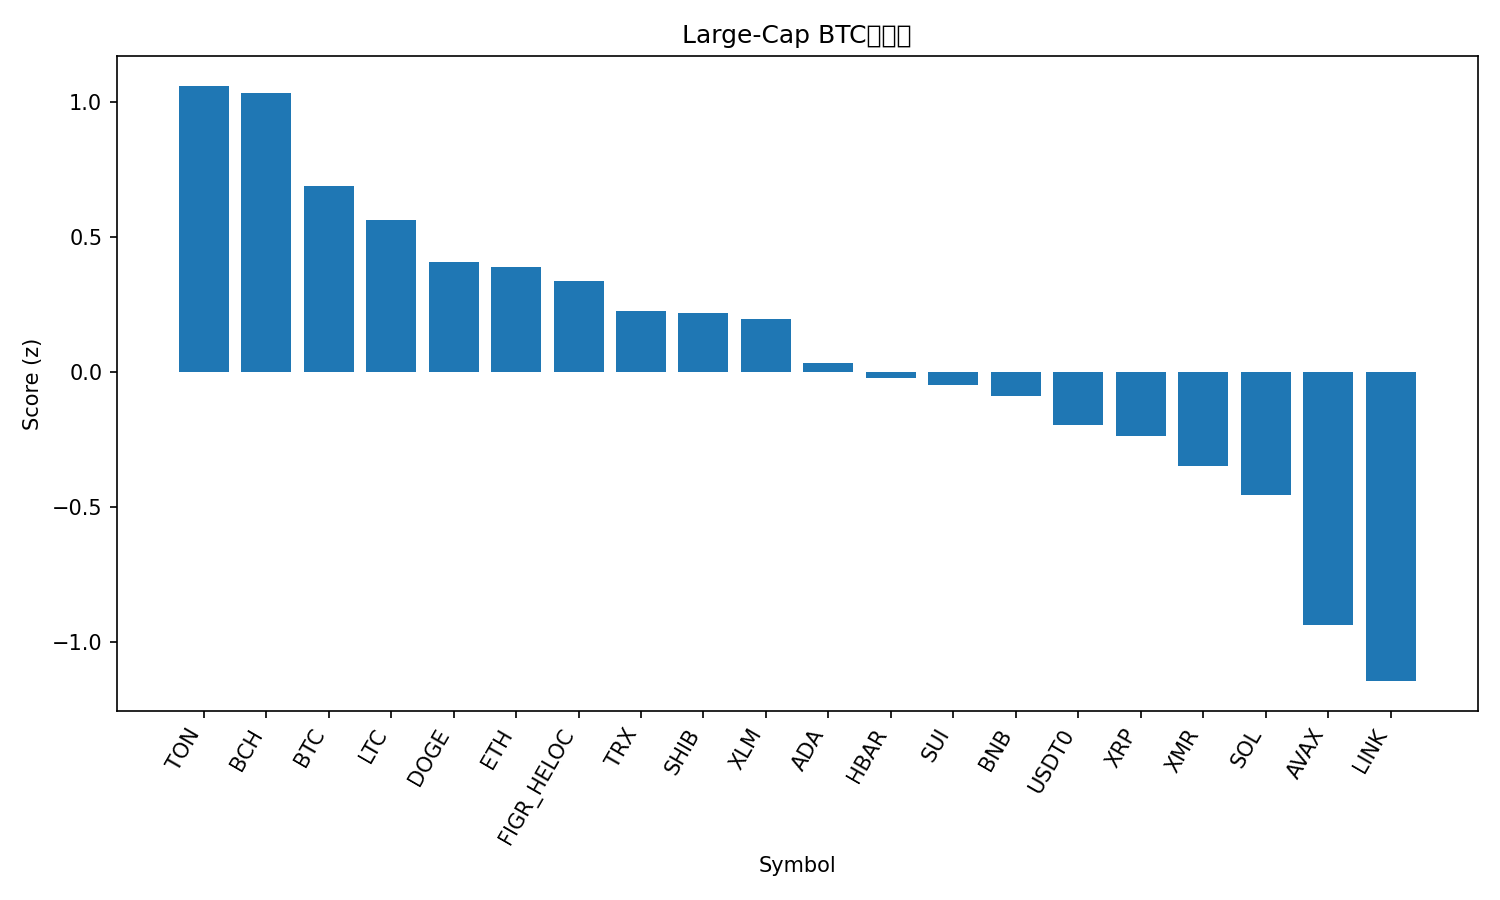 Large-Cap BTC
1.0
0.5
0.0
−0.5
−1.0
Score (z)
TON
BCH
BTC
LTC
DOGE
ETH
FIGR_HELOC
TRX
SHIB
XLM
ADA
HBAR
SUI
BNB
USDT0
XRP
XMR
SOL
AVAX
LINK
Symbol